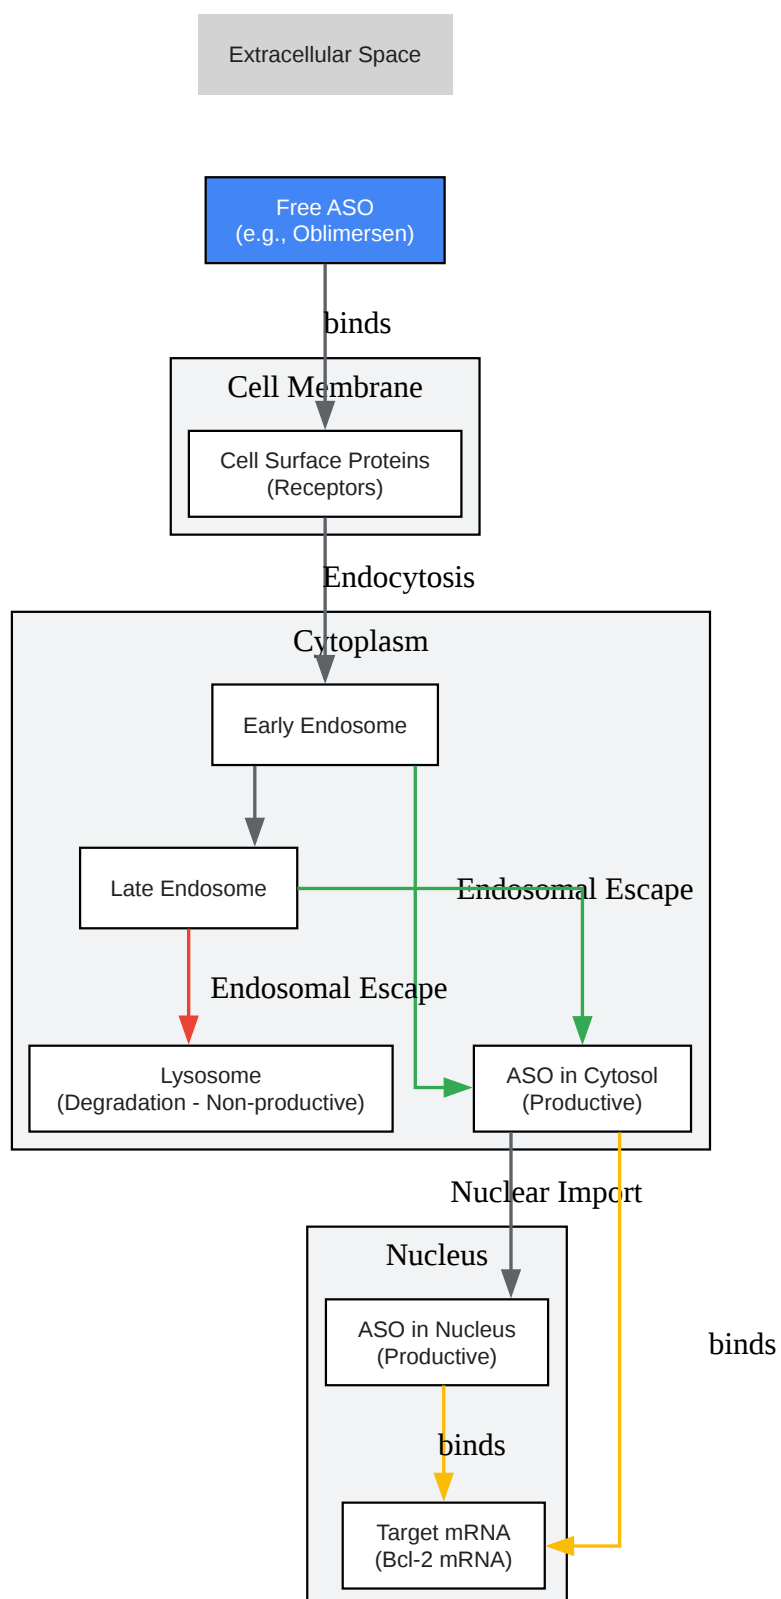 Extracellular Space
Free ASO
(e.g., Oblimersen)
binds
Cell Membrane
Cell Surface Proteins
(Receptors)
Endocytosis
Cytoplasm
Early Endosome
Late Endosome
Endosomal Escape
Endosomal Escape
Lysosome
(Degradation - Non-productive)
ASO in Cytosol
(Productive)
Nuclear Import
Nucleus
ASO in Nucleus
(Productive)
binds
binds
Target mRNA
(Bcl-2 mRNA)